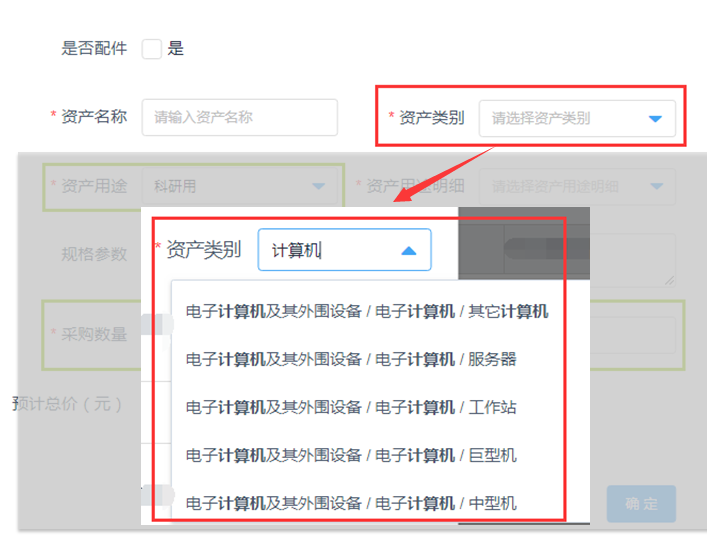 是否配件 是
* 资产名称 请输入资产名称 * 资产类别 请选择资产类别
* 资产用途 科研用 * 资产用途明细 请选择资产用途明细
规格参数
* 资产类别 计算机
* 采购数量
电子计算机及其外围设备 / 电子计算机 / 其它计算机
电子计算机及其外围设备 / 电子计算机 / 服务器
电子计算机及其外围设备 / 电子计算机 / 工作站
电子计算机及其外围设备 / 电子计算机 / 巨型机
电子计算机及其外围设备 / 电子计算机 / 中型机
预计总价（元）
确 定